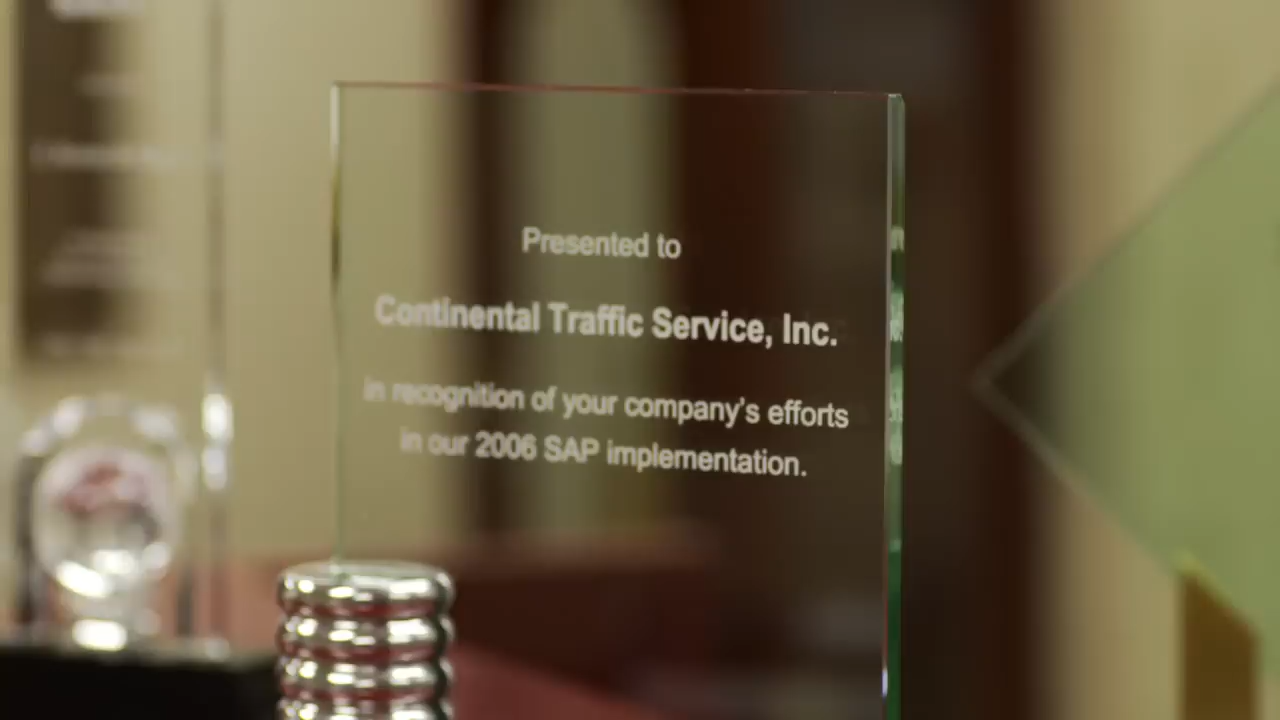 Presented to
Continental Traffic Service, Inc.
in recognition of your company's efforts
in our 2006 SAP implementation.